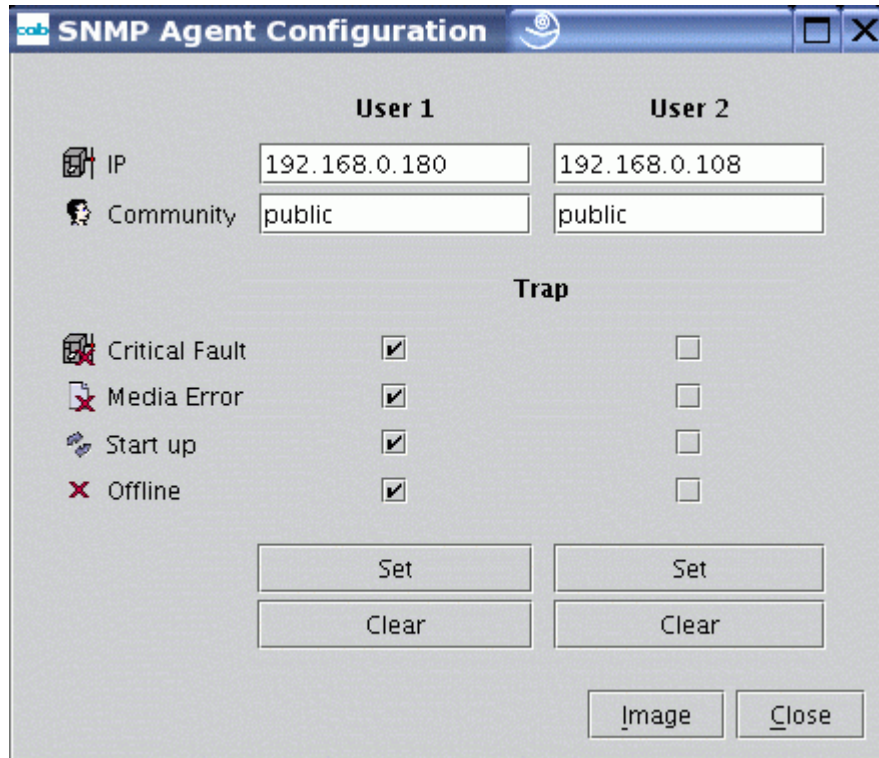 cab SNMP Agent Configuration
User 1 User 2
IP 192.168.0.180 192.168.0.108
Community public public
Trap
Critical Fault
Media Error
Start up
Offline
Set Set
Clear Clear
Image Close